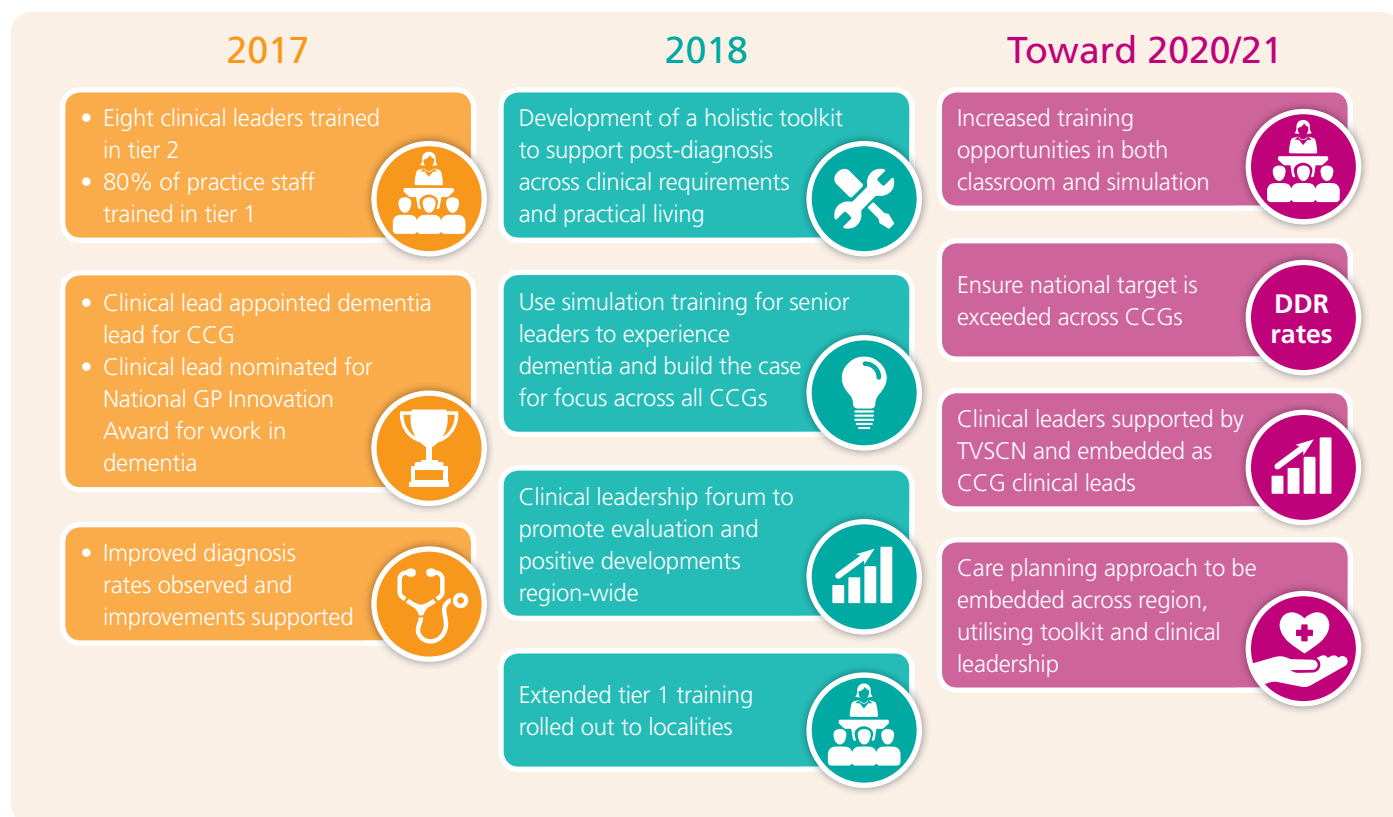 2017
• Eight clinical leaders trained
in tier 2
• 80% of practice staff
trained in tier 1
• Clinical lead appointed dementia
lead for CCG
• Clinical lead nominated for
National GP Innovation
Award for work in
dementia
• Improved diagnosis
rates observed and
improvements supported
2018
Development of a holistic toolkit
to support post-diagnosis
across clinical requirements
and practical living
Use simulation training for senior
leaders to experience
dementia and build the case
for focus across all CCGs
Clinical leadership forum to
promote evaluation and
positive developments
region-wide
Extended tier 1 training
rolled out to localities
Toward 2020/21
Increased training
opportunities in both
classroom and simulation
Ensure national target is
exceeded across CCGs
DDR
rates
Clinical leaders supported by
TVSCN and embedded as
CCG clinical leads
Care planning approach to be
embedded across region,
utilising toolkit and clinical
leadership